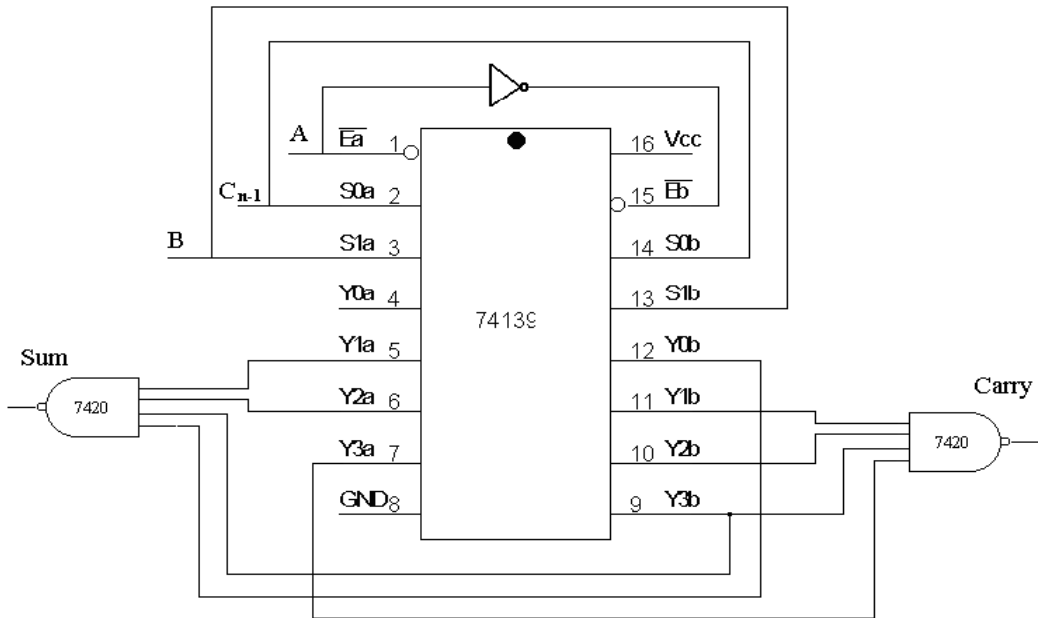 A
Ea 1
16 Vcc
Cn-1
S0a 2
15 Eb
B
S1a 3
14 S0b
Y0a 4
13 S1b
74139
Sum
Y1a 5
12 Y0b
7420
Y2a 6
11 Y1b
Carry
7420
Y3a 7
10 Y2b
GND 8
9 Y3b